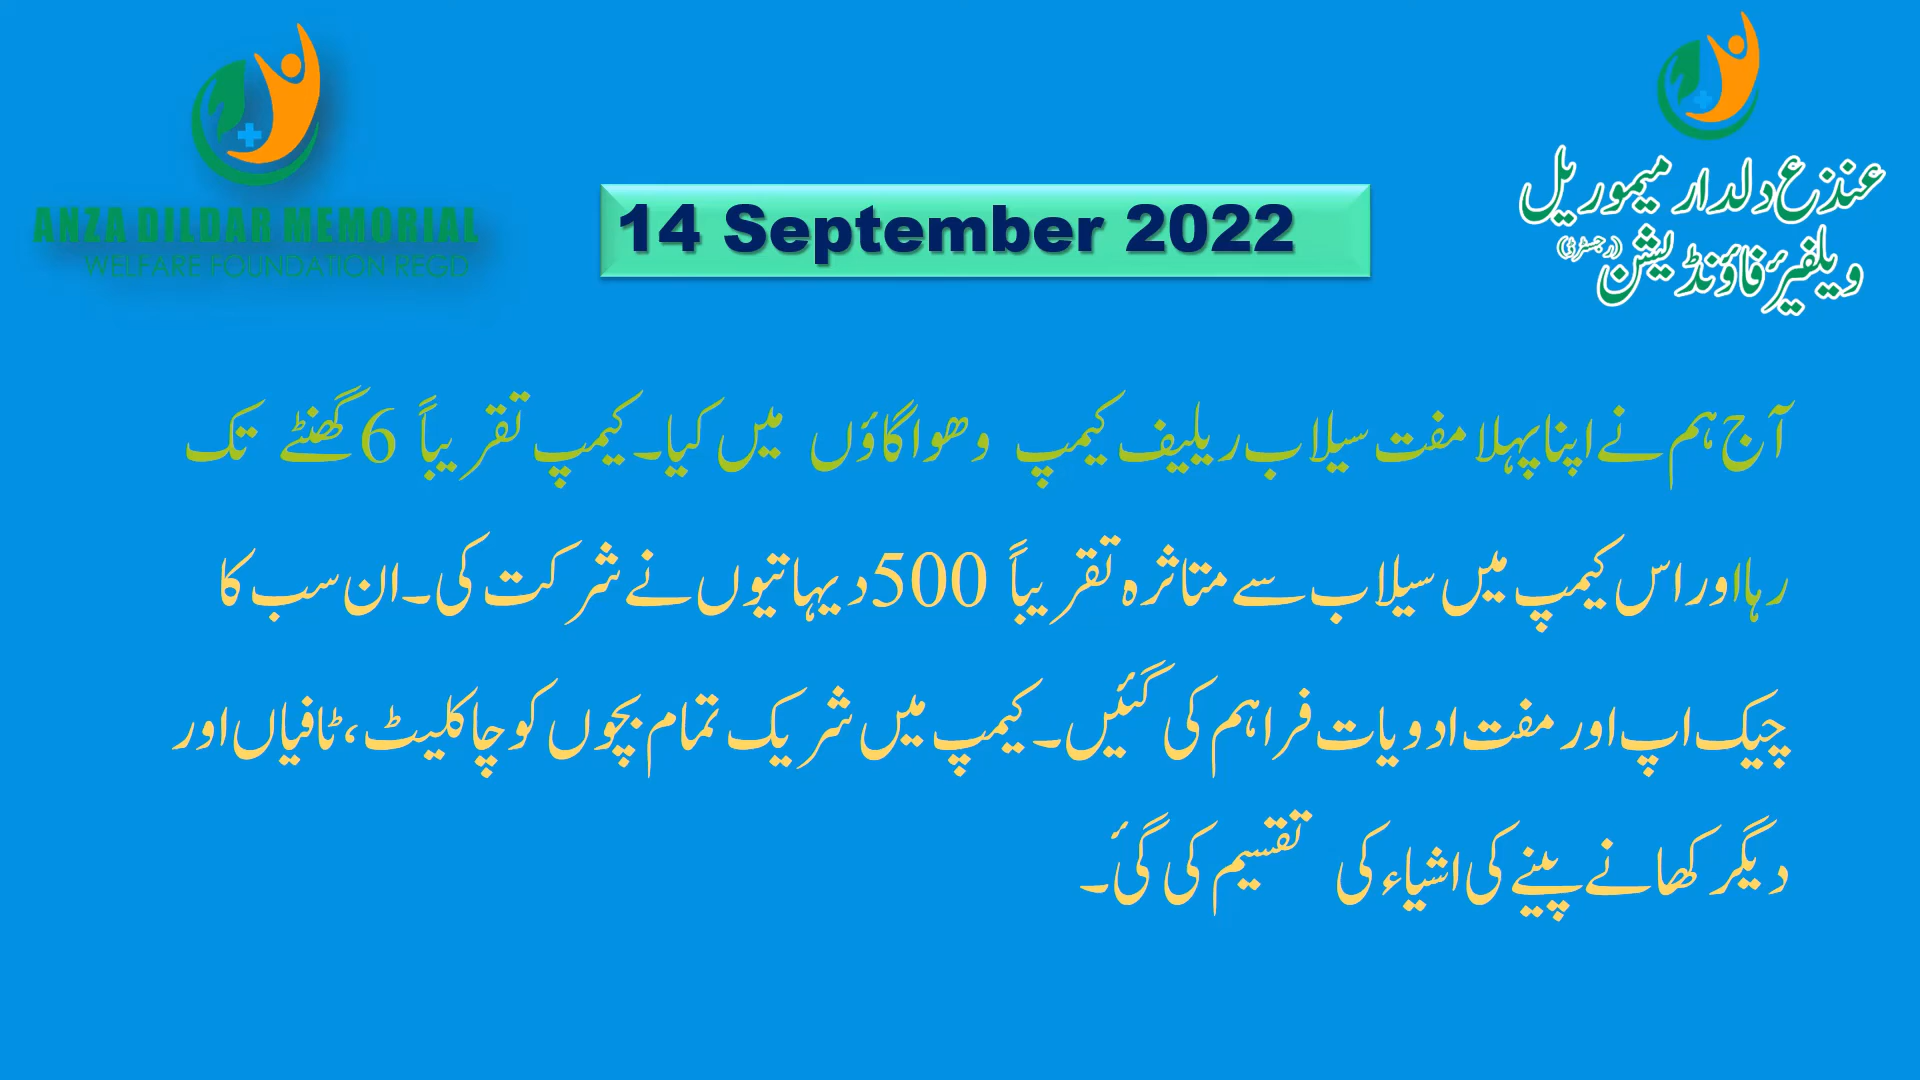 ANZA DILDAR MEMORIAL
WELFARE FOUNDATION REGD
عنزع دلدار میموریل
ویلفیئر فاؤنڈیشن (رجسٹرڈ)
14 September 2022
آج ہم نے اپنا پہلا مفت سیلاب ریلیف کیمپ وھوا گاؤں میں کیا۔ کیمپ تقریباً 6 گھنٹے تک
رہا اور اس کیمپ میں سیلاب سے متاثرہ تقریباً 500 دیہاتیوں نے شرکت کی۔ ان سب کا
چیک اپ اور مفت ادویات فراہم کی گئیں۔ کیمپ میں شریک تمام بچوں کو چاکلیٹ، ٹافیاں اور
دیگر کھانے پینے کی اشیاء کی تقسیم کی گئ۔